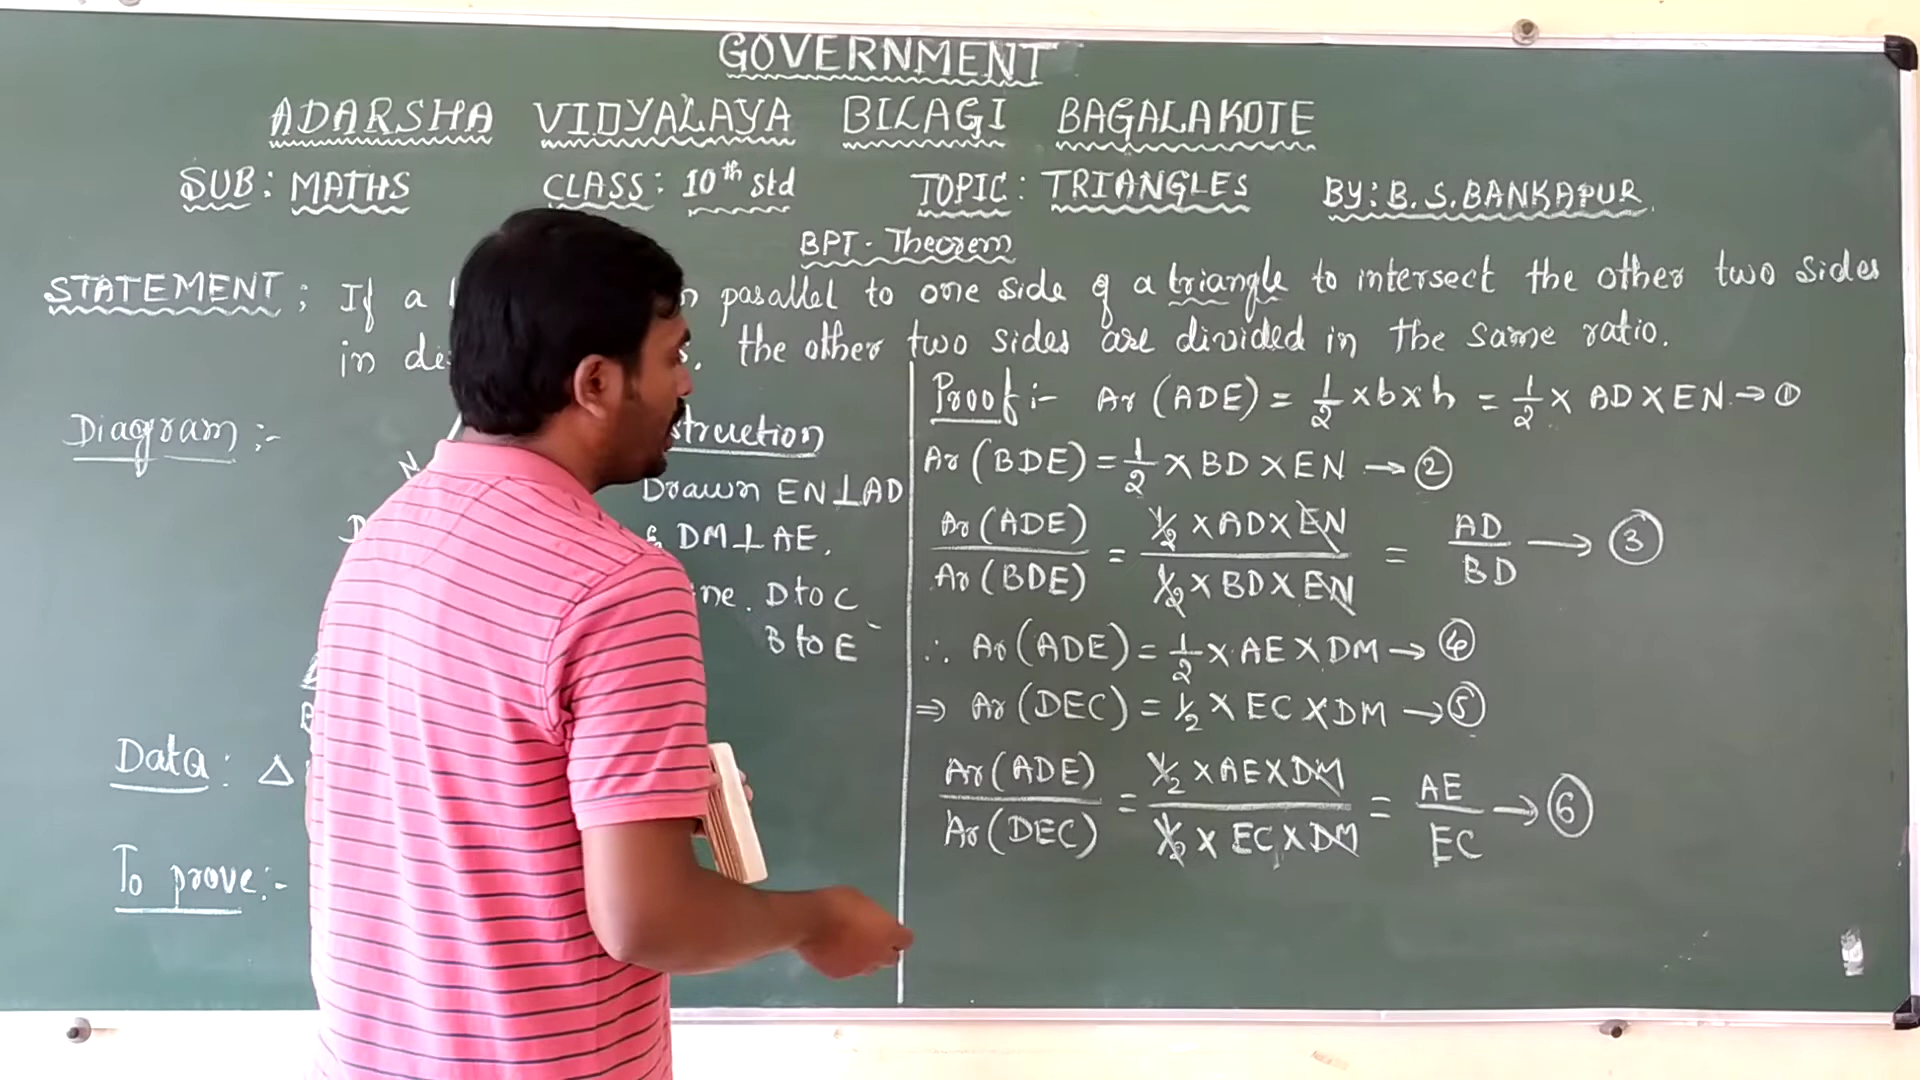 GOVERNMENT
ADARSHA VIDYALAYA BILAGI BAGALAKOTE
SUB: MATHS CLASS: 10th std TOPIC: TRIANGLES BY: B.S.BANKAPUR.
BPT- Theorem
STATEMENT: If a parallel to one side of a triangle to intersect the other two sides
in the other two sides are divided in the same ratio.
Diagram :-
N
D
B
struction
Drawn EN⊥AD
& DM⊥AE.
D to C
B to E
Data: Δ
To prove:-
Proof:- Ar(ADE) = 1/2 × b × h = 1/2 × AD × EN → ①
Ar(BDE) = 1/2 × BD × EN → ②
Ar(ADE)/Ar(BDE) = 1/2 × AD × EN / 1/2 × BD × EN = AD/BD → ③
∴ Ar(ADE) = 1/2 × AE × DM → ④
⇒ Ar(DEC) = 1/2 × EC × DM → ⑤
Ar(ADE)/Ar(DEC) = 1/2 × AE × DM / 1/2 × EC × DM = AE/EC → ⑥